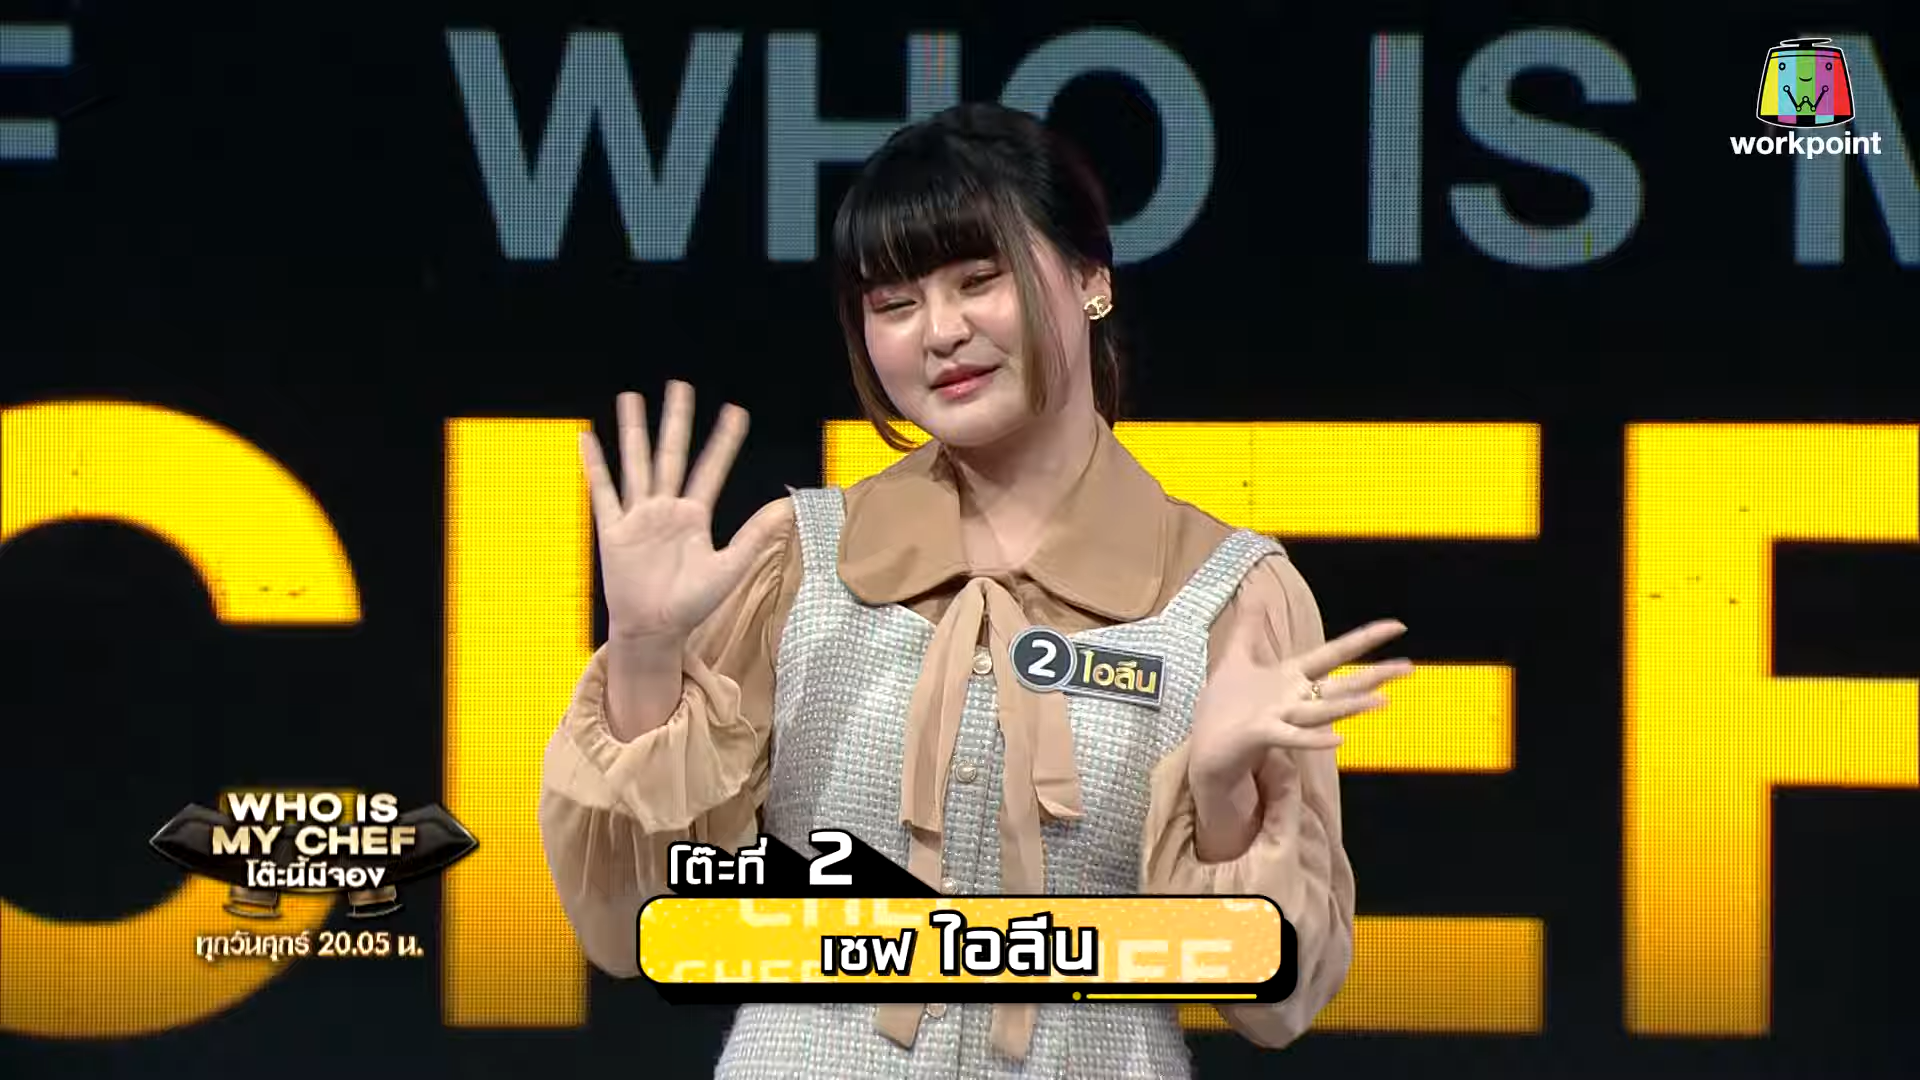 WHO IS
workpoint
CHEF
2 ไอลีน
WHO IS
MY CHEF
โต๊ะนี้มีจอง
ทุกวันศุกร์ 20.05 น.
โต๊ะที่ 2
เชฟ ไอลีน